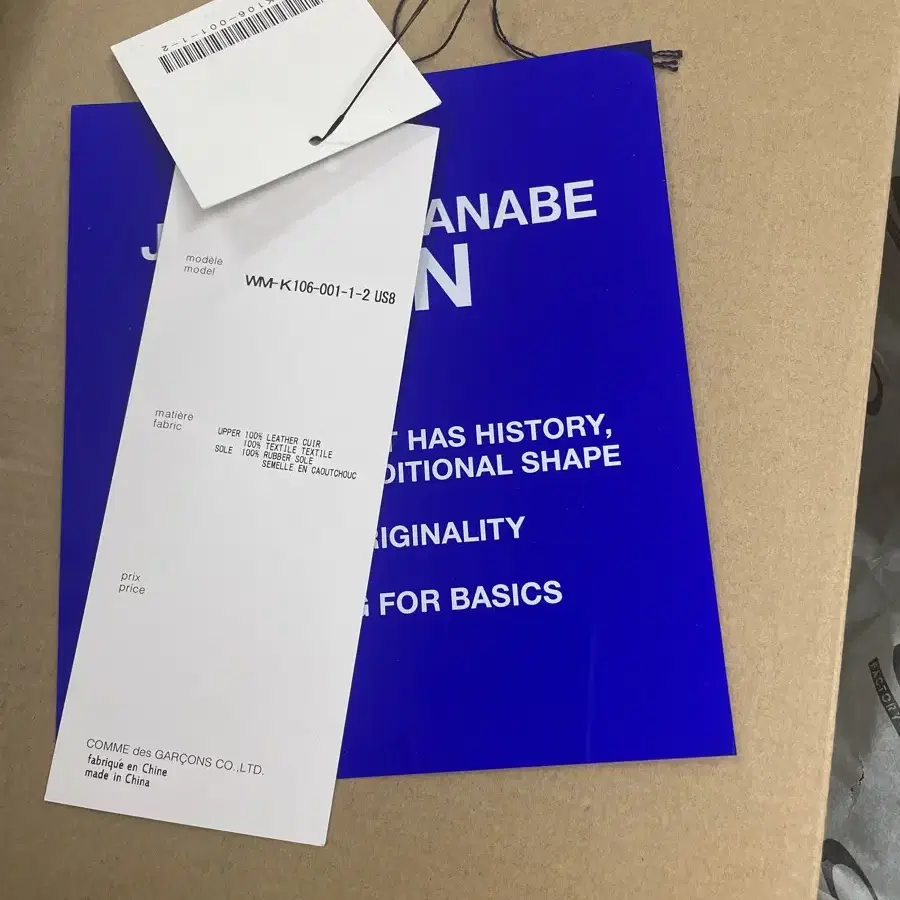 K106-001-1-2
J ANABE
N
modèle
model
WM-K106-001-1-2 US8
matière
fabric
UPPER 100% LEATHER CUIR
100% TEXTILE TEXTILE
SOLE 100% RUBBER SOLE
SEMELLE EN CAOUTCHOUC
T HAS HISTORY,
DITIONAL SHAPE
RIGINALITY
G FOR BASICS
prix
price
COMME des GARÇONS CO.,LTD.
fabriqué en Chine
made in China
FACTORY